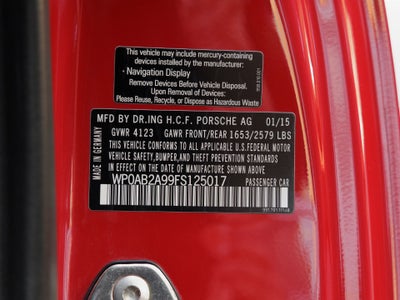 This vehicle may include mercury-containing
devices installed by the manufacturer:
• Navigation Display
Remove Devices Before Vehicle Disposal,
Upon Removal of Devices:
Please Reuse, Recycle, or Dispose as Hazardous Waste
MFD BY DR.ING H.C.F. PORSCHE AG 01/15
GVWR 4123 GAWR FRONT/REAR 1653/2579 LBS
THIS VEHICLE CONFORMS TO ALL APPLICABLE U.S.FEDERAL MOTOR
VEHICLE SAFETY,BUMPER,AND THEFT PREVENTION STANDARDS
IN EFFECT ON THE DATE OF MANUFACTURE SHOWN ABOVE
WP0AB2A99FS125017 PASSENGER CAR